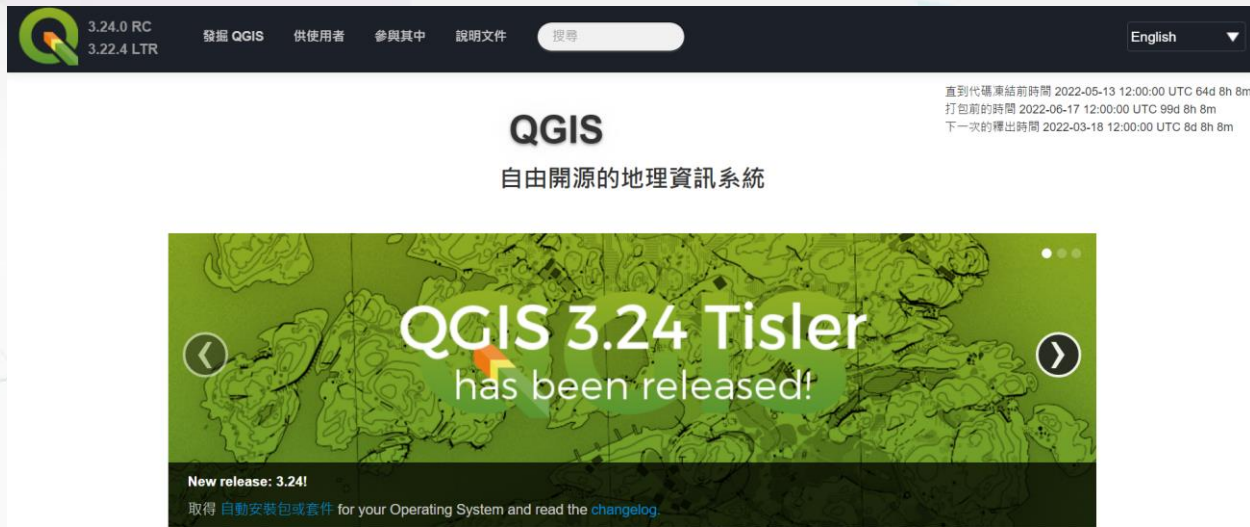 3.24.0 RC
3.22.4 LTR
發掘 QGIS 供使用者 參與其中 說明文件 搜尋 English
直到代碼凍結前時間 2022-05-13 12:00:00 UTC 64d 8h 8m
打包前的時間 2022-06-17 12:00:00 UTC 99d 8h 8m
下一次的釋出時間 2022-03-18 12:00:00 UTC 8d 8h 8m
QGIS
自由開源的地理資訊系統
QGIS 3.24 Tisler
has been released!
New release: 3.24!
取得 自動安裝包或套件 for your Operating System and read the changelog.